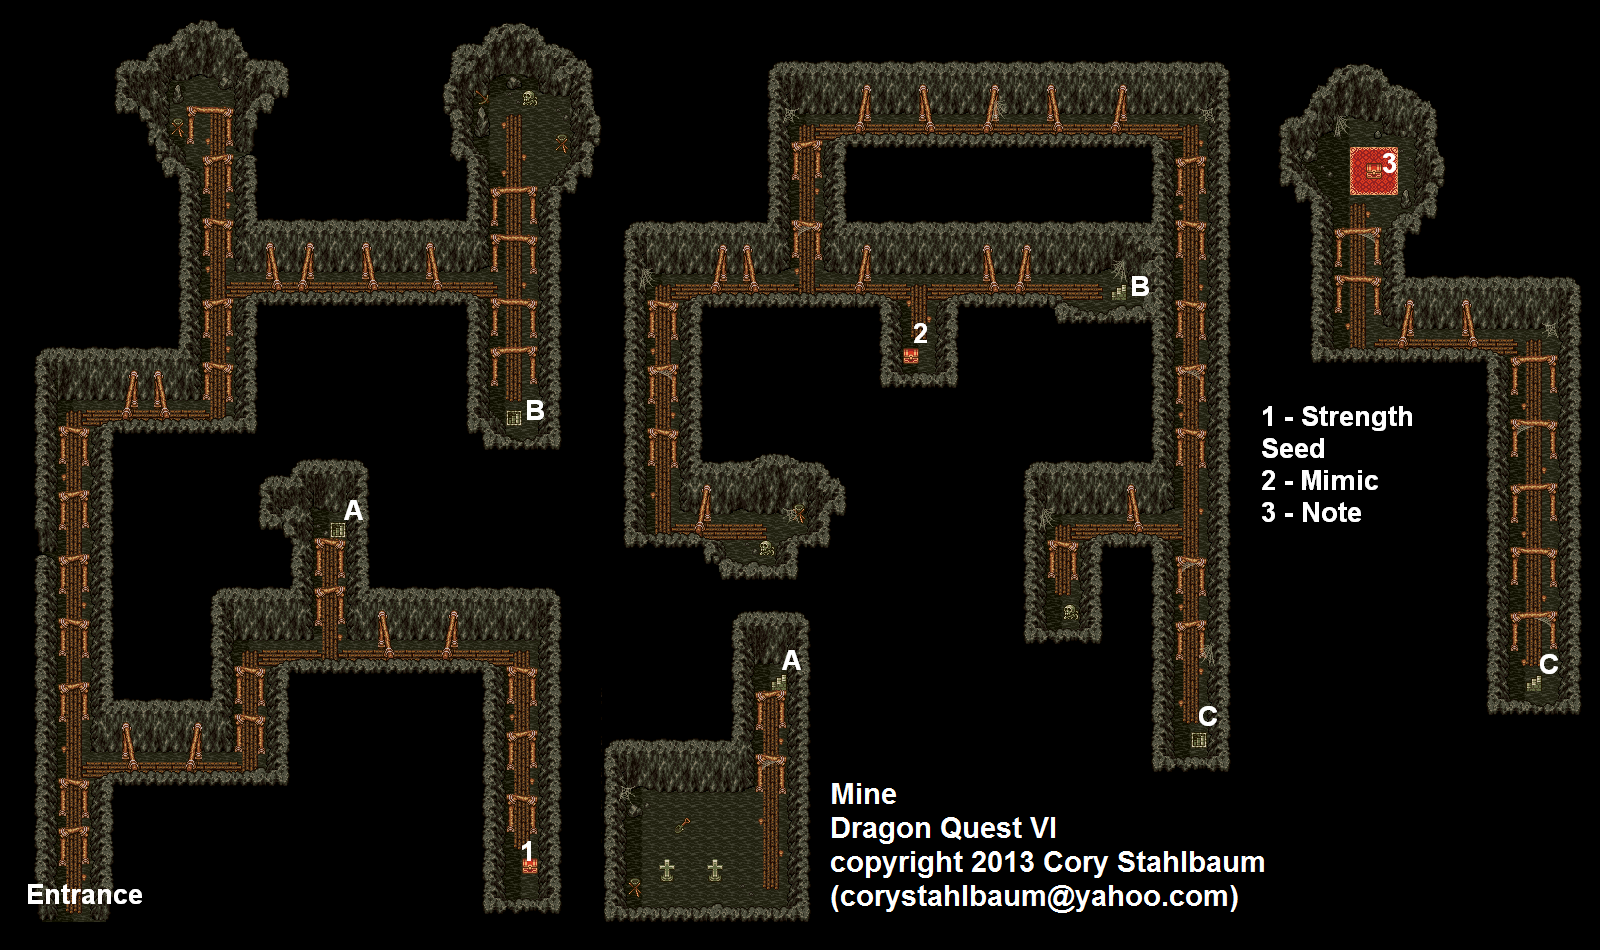 3
B
2
1 - Strength
Seed
2 - Mimic
3 - Note
B
A
A
C
C
Mine
Dragon Quest VI
copyright 2013 Cory Stahlbaum
(corystahlbaum@yahoo.com)
1
Entrance